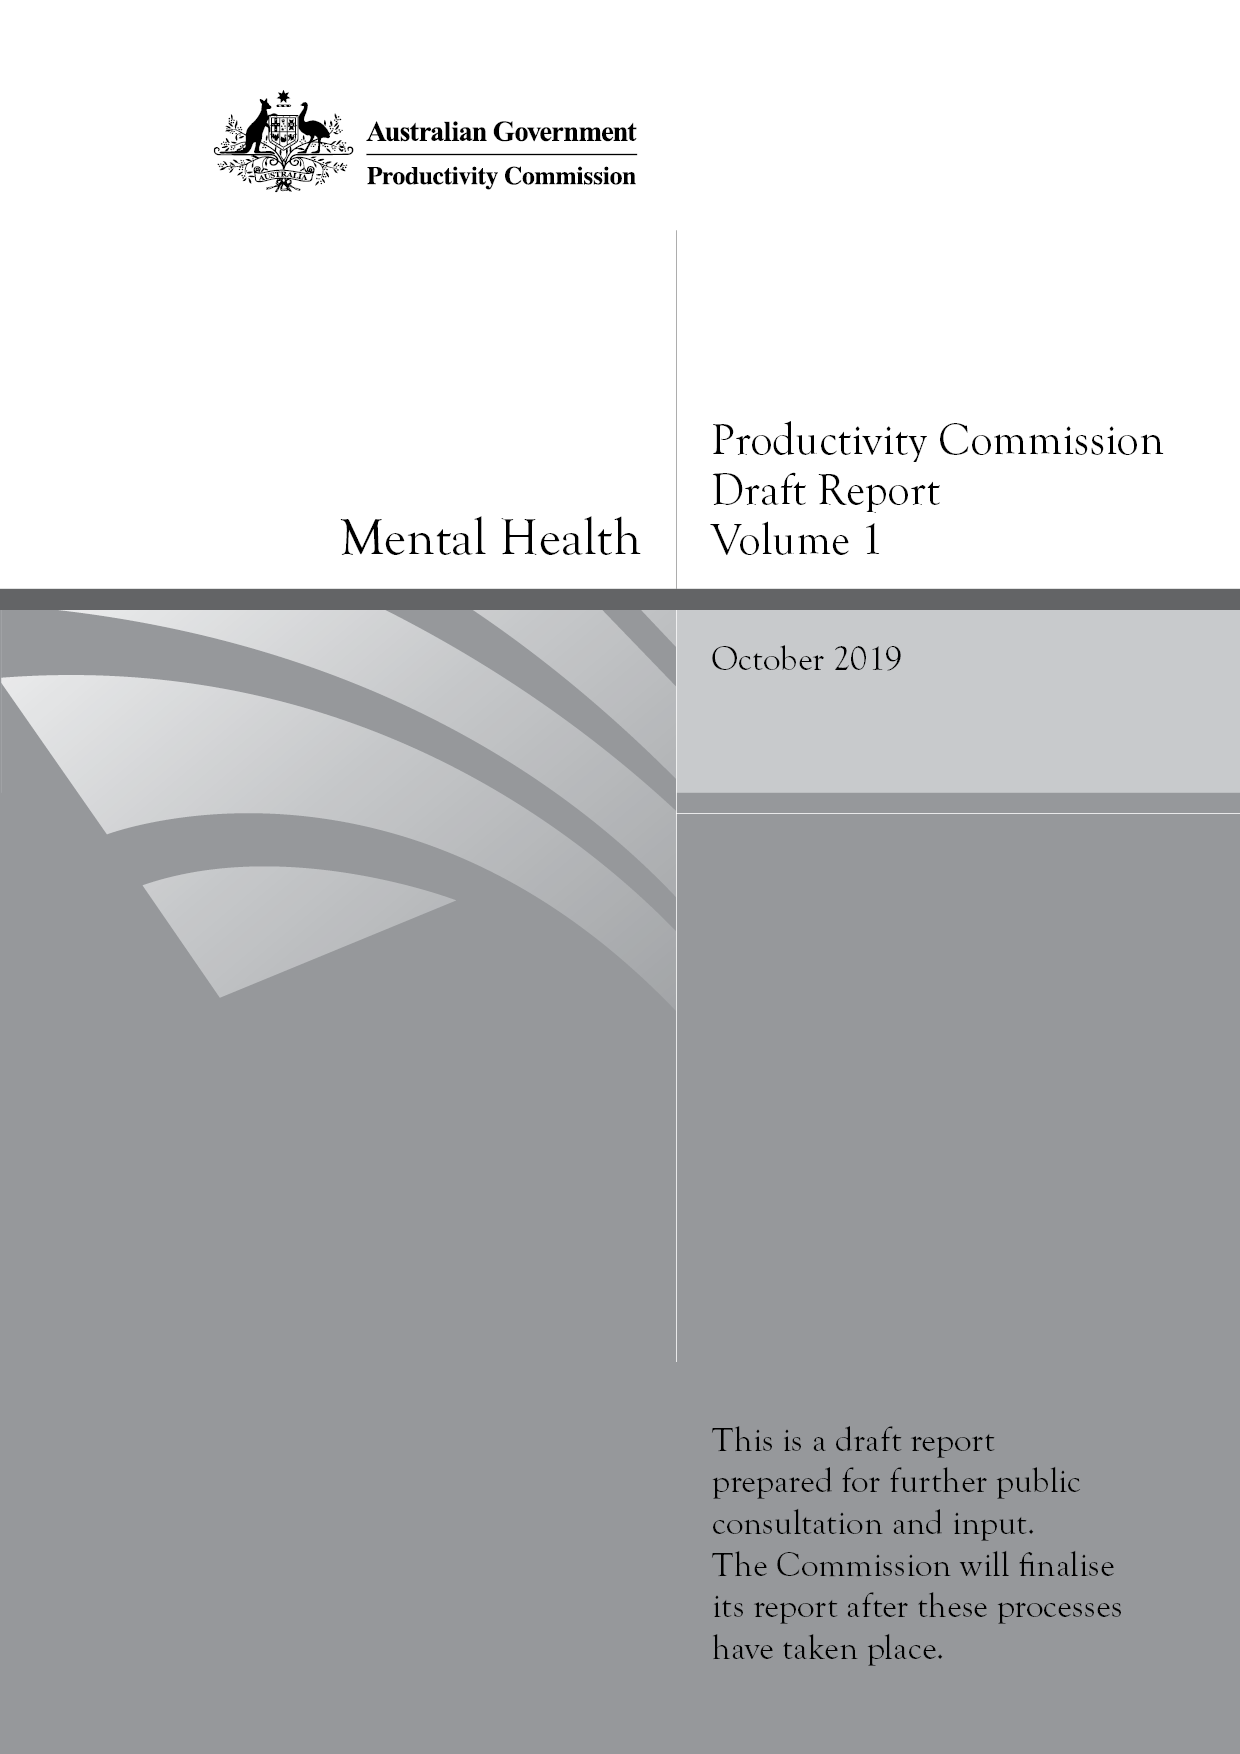 Australian Government
Productivity Commission
AUSTRALIA
Mental Health
Productivity Commission
Draft Report
Volume 1
October 2019
This is a draft report
prepared for further public
consultation and input.
The Commission will finalise
its report after these processes
have taken place.